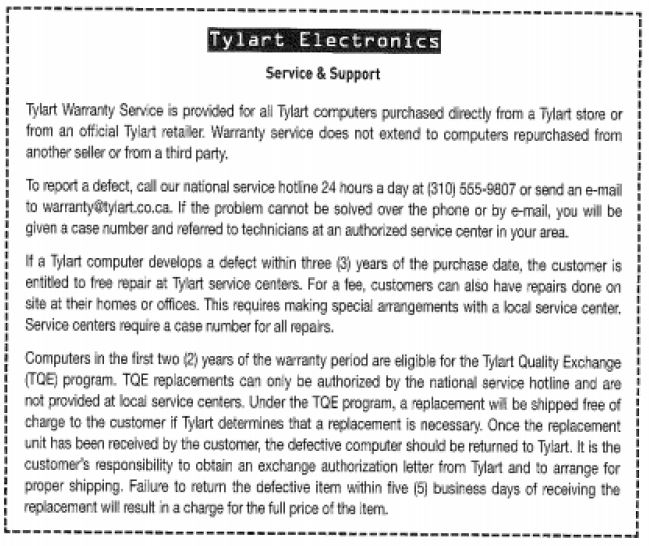 Tylart Electronics
Service & Support
Tylart Warranty Service is provided for all Tylart computers purchased directly from a Tylart store or
from an official Tylart retailer. Warranty service does not extend to computers repurchased from
another seller or from a third party.
To report a defect, call our national service hotline 24 hours a day at (310) 555-9807 or send an e-mail
to warranty@tylart.co.ca. If the problem cannot be solved over the phone or by e-mail, you will be
given a case number and referred to technicians at an authorized service center in your area.
If a Tylart computer develops a defect within three (3) years of the purchase date, the customer is
entitled to free repair at Tylart service centers. For a fee, customers can also have repairs done on
site at their homes or offices. This requires making special arrangements with a local service center.
Service centers require a case number for all repairs.
Computers in the first two (2) years of the warranty period are eligible for the Tylart Quality Exchange
(TQE) program. TQE replacements can only be authorized by the national service hotline and are
not provided at local service centers. Under the TQE program, a replacement will be shipped free of
charge to the customer if Tylart determines that a replacement is necessary. Once the replacement
unit has been received by the customer, the defective computer should be returned to Tylart. It is the
customer's responsibility to obtain an exchange authorization letter from Tylart and to arrange for
proper shipping. Failure to return the defective item within five (5) business days of receiving the
replacement will result in a charge for the full price of the item.